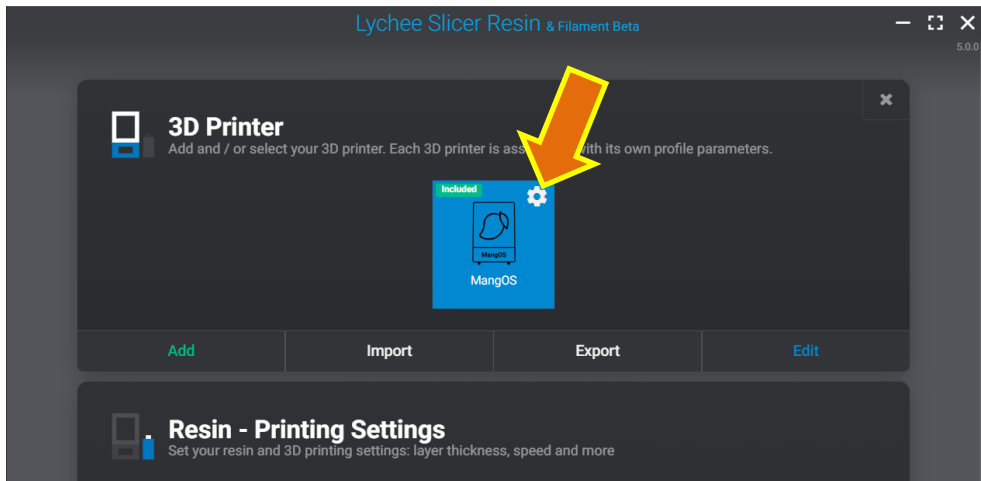 Lychee Slicer Resin & Filament Beta
5.0.0
3D Printer
Add and / or select your 3D printer. Each 3D printer is with its own profile parameters.
Included
MangOS
MangOS
Add
Import
Export
Edit
Resin - Printing Settings
Set your resin and 3D printing settings: layer thickness, speed and more